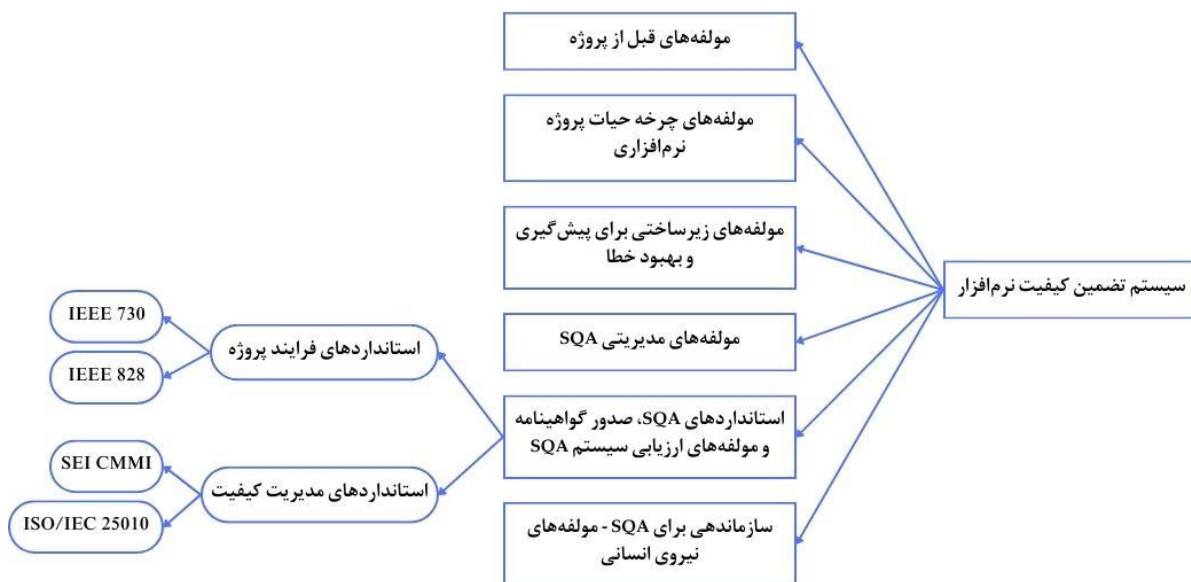 سیستم تضمین کیفیت نرم‌افزار
مولفه‌های قبل از پروژه
مولفه‌های چرخه حیات پروژه
نرم‌افزاری
مولفه‌های زیرساختی برای پیش‌گیری
و بهبود خطا
مولفه‌های مدیریتی SQA
استانداردهای SQA، صدور گواهینامه
و مولفه‌های ارزیابی سیستم SQA
سازماندهی برای SQA - مولفه‌های
نیروی انسانی
استانداردهای فرایند پروژه
IEEE 730
IEEE 828
استانداردهای مدیریت کیفیت
SEI CMMI
ISO/IEC 25010